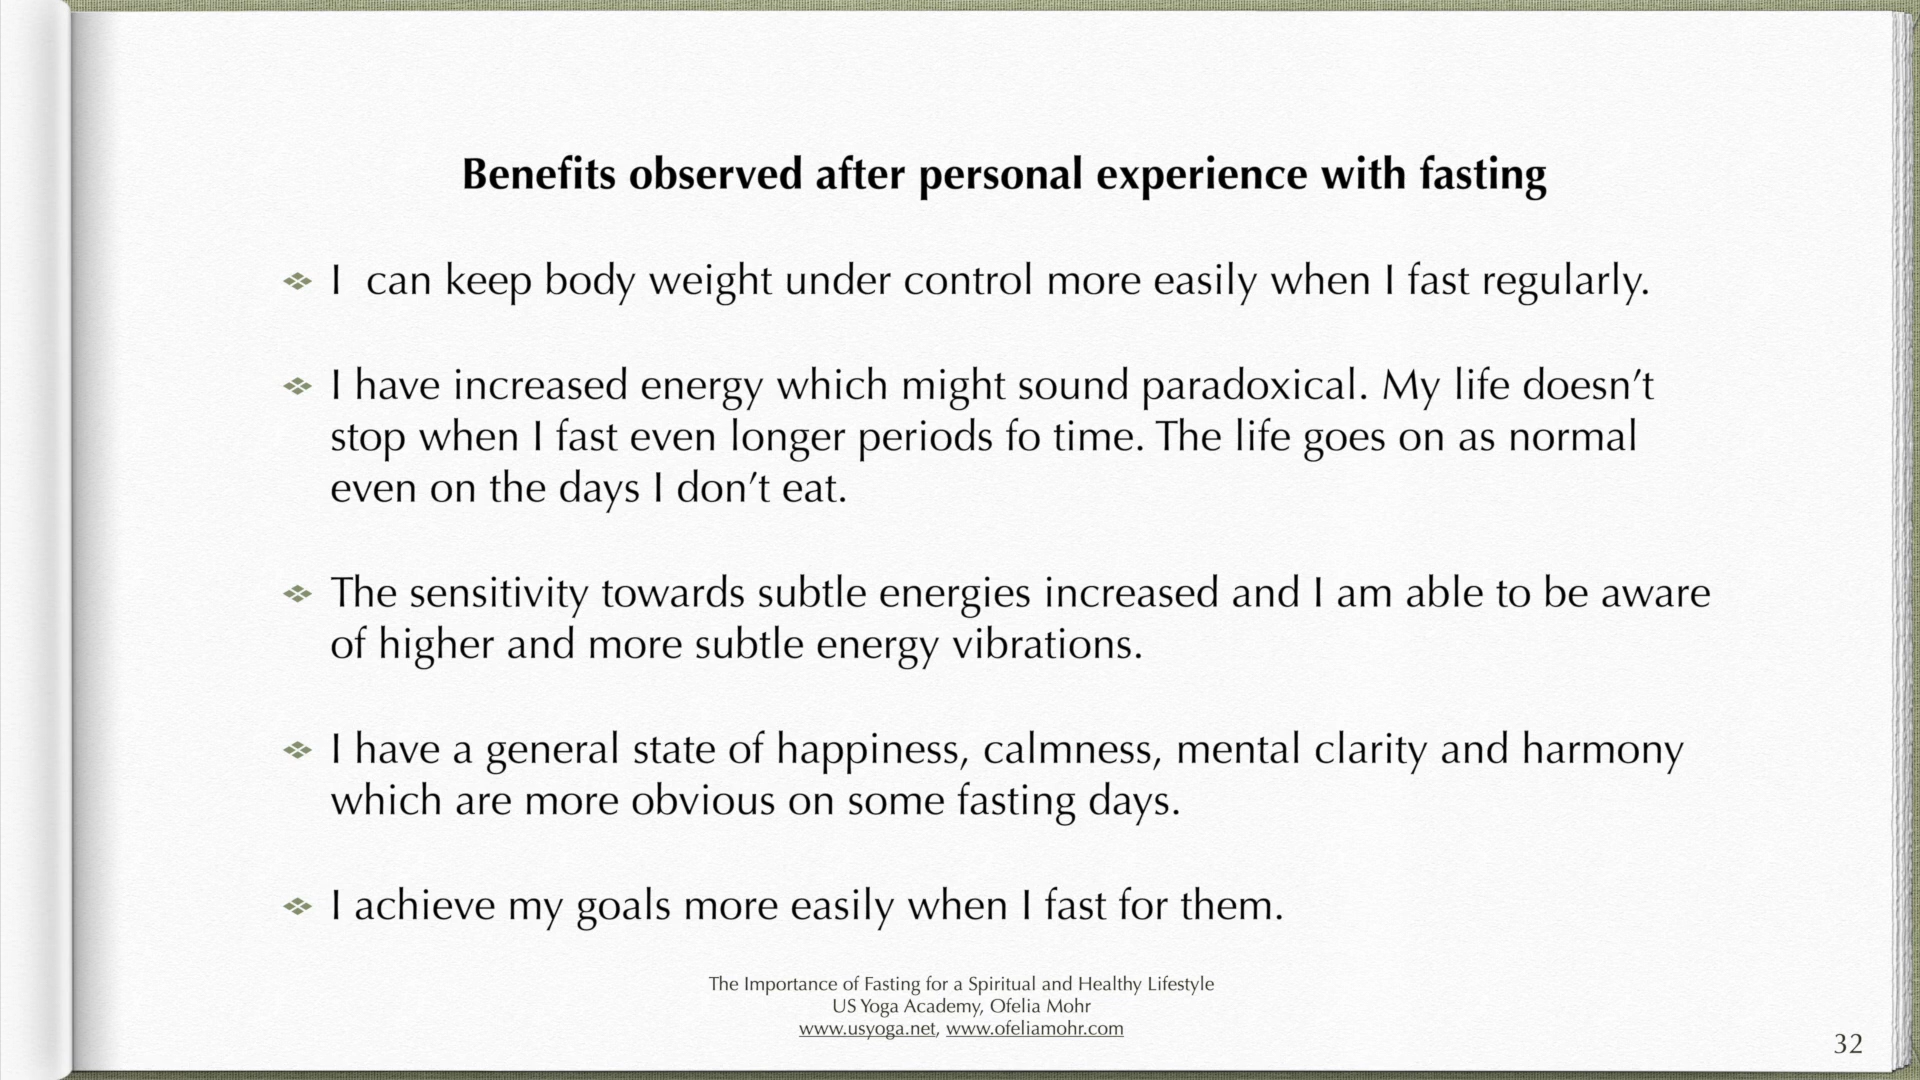 Benefits observed after personal experience with fasting
I  can keep body weight under control more easily when I fast regularly.
I have increased energy which might sound paradoxical. My life doesn’t
stop when I fast even longer periods fo time. The life goes on as normal
even on the days I don’t eat.
The sensitivity towards subtle energies increased and I am able to be aware
of higher and more subtle energy vibrations.
I have a general state of happiness, calmness, mental clarity and harmony
which are more obvious on some fasting days.
I achieve my goals more easily when I fast for them.
The Importance of Fasting for a Spiritual and Healthy Lifestyle
US Yoga Academy, Ofelia Mohr
www.usyoga.net, www.ofeliamohr.com
32